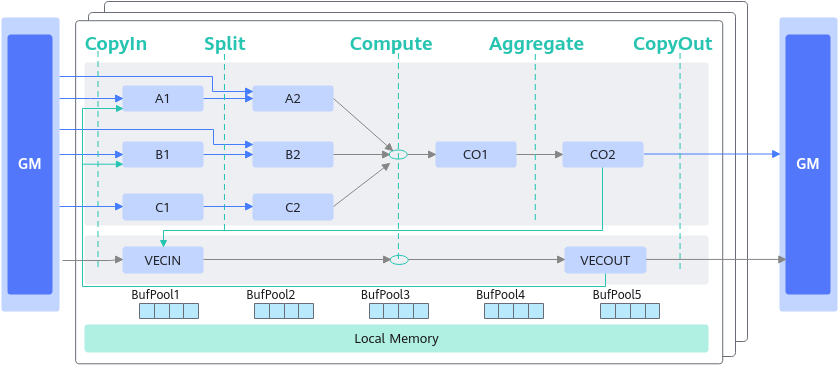 CopyIn Split Compute Aggregate CopyOut
A1 A2
GM B1 B2 CO1 CO2 GM
C1 C2
VECIN VECOUT
BufPool1 BufPool2 BufPool3 BufPool4 BufPool5
Local Memory